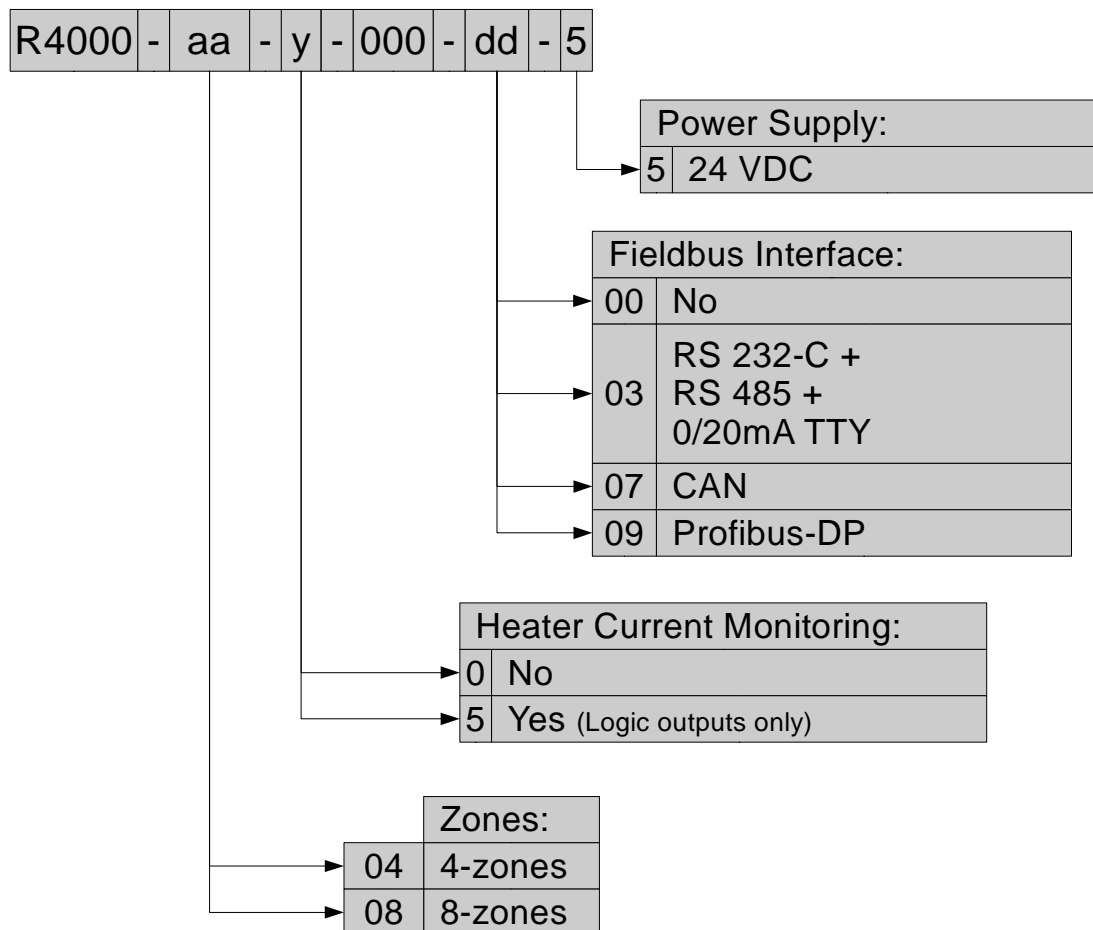 R4000 - aa - y - 000 - dd - 5
Power Supply:
5 24 VDC
Fieldbus Interface:
00 No
03 RS 232-C +
RS 485 +
0/20mA TTY
07 CAN
09 Profibus-DP
Heater Current Monitoring:
0 No
5 Yes (Logic outputs only)
Zones:
04 4-zones
08 8-zones